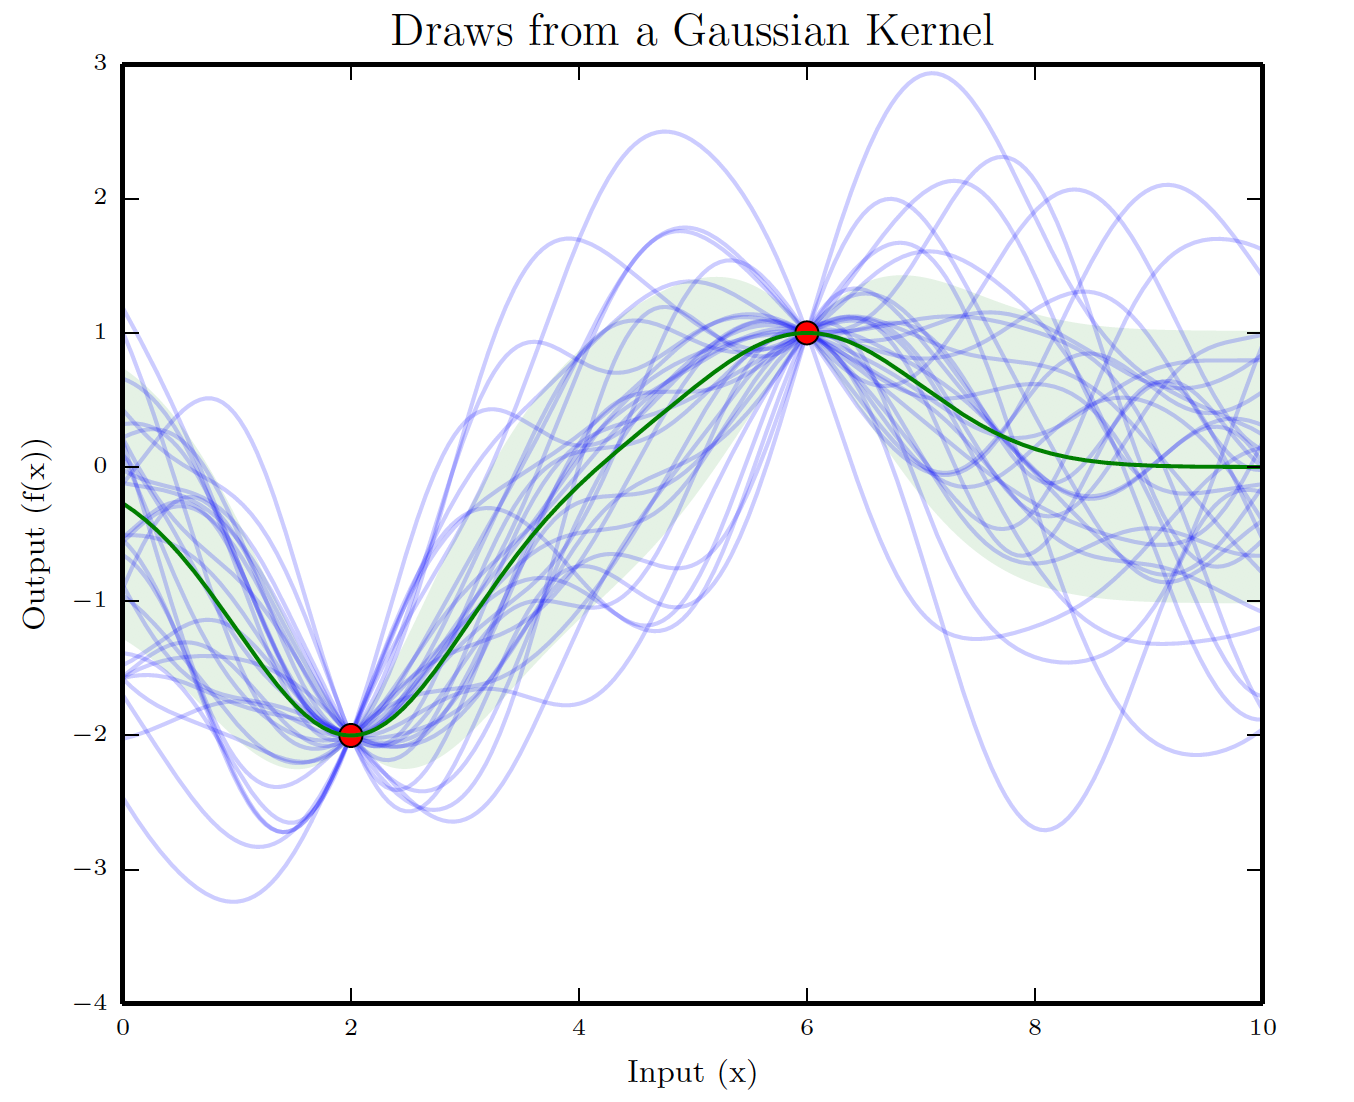 Draws from a Gaussian Kernel
3
2
1
0
−1
−2
−3
−4
Output (f(x))
0 2 4 6 8 10
Input (x)